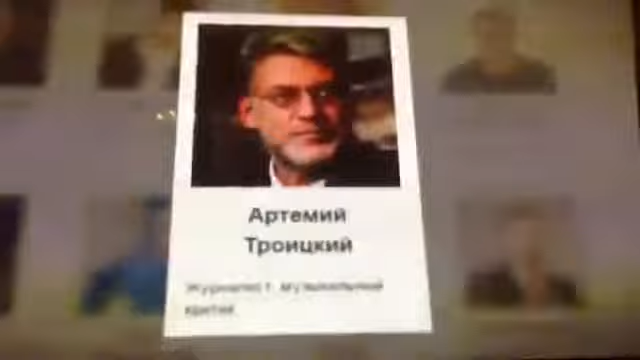 Артемий
Троицкий
Журналист, музыкальный
критик